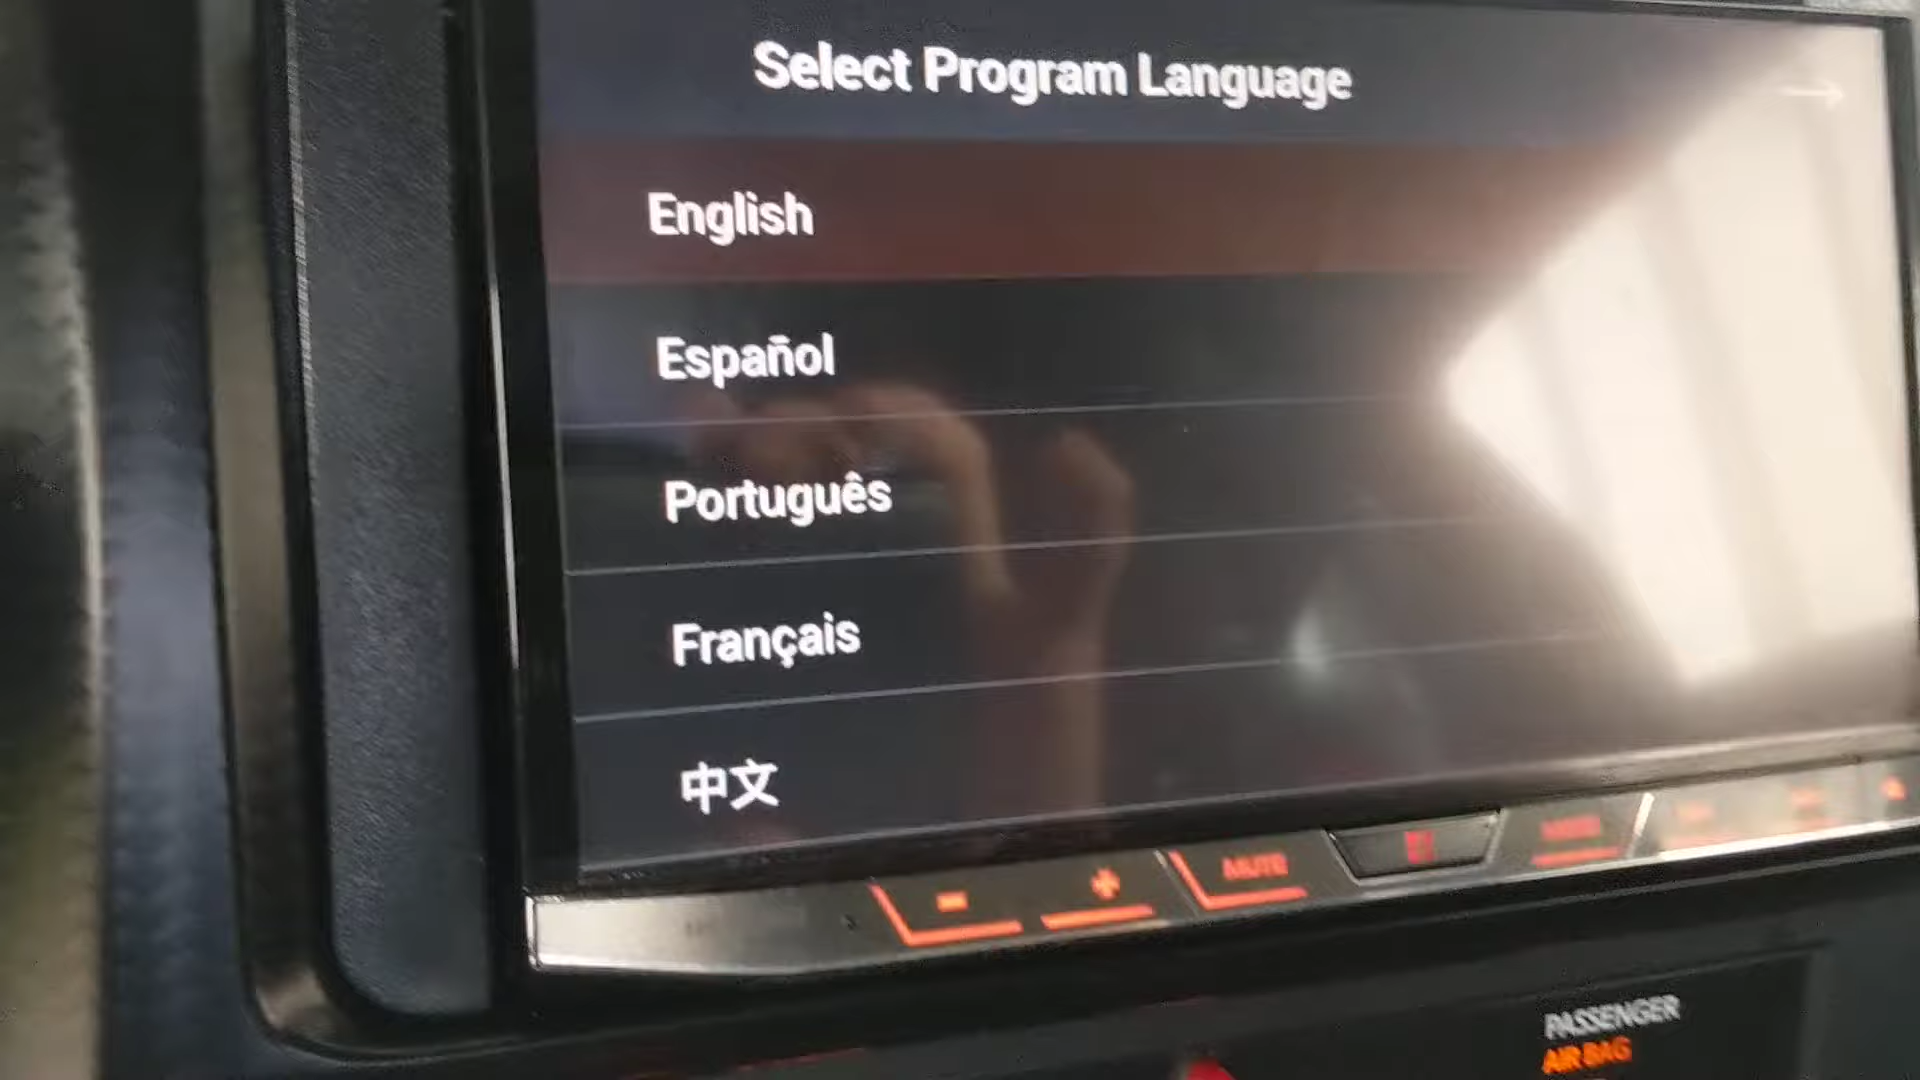 Select Program Language
English
Español
Português
Français
中文
MUTE
PASSENGER
AIR BAG